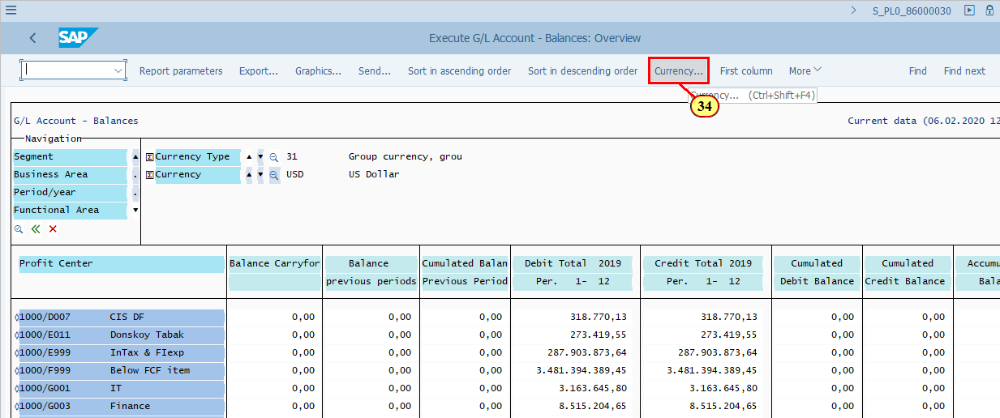 S_PL0_86000030
SAP Execute G/L Account - Balances: Overview
Report parameters Export... Graphics... Send... Sort in ascending order Sort in descending order Currency... First column More Find Find next
Currency... (Ctrl+Shift+F4)
34
G/L Account - Balances Current data (06.02.2020 12
Navigation
Segment Currency Type 31 Group currency, grou
Business Area Currency USD US Dollar
Period/year
Functional Area
Profit Center Balance Carryfor Balance Cumulated Balan Debit Total 2019 Credit Total 2019 Cumulated Cumulated Accumu
previous periods Previous Period Per. 1- 12 Per. 1- 12 Debit Balance Credit Balance Bala
1000/D007 CIS DF 0,00 0,00 0,00 318.770,13 318.770,13 0,00 0,00
1000/E011 Donskoy Tabak 0,00 0,00 0,00 273.419,55 273.419,55 0,00 0,00
1000/E999 InTax & FIexp 0,00 0,00 0,00 287.903.873,64 287.903.873,64 0,00 0,00
1000/F999 Below FCF item 0,00 0,00 0,00 3.481.394.389,45 3.481.394.389,45 0,00 0,00
1000/G001 IT 0,00 0,00 0,00 3.163.645,80 3.163.645,80 0,00 0,00
1000/G003 Finance 0,00 0,00 0,00 8.515.204,65 8.515.204,65 0,00 0,00